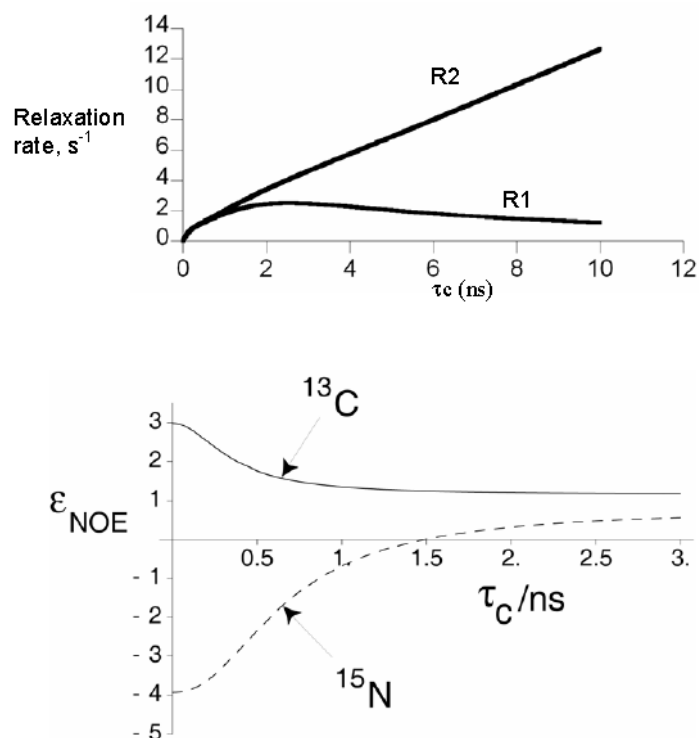 14
12
10
8
6
4
2
0
Relaxation
rate, s⁻¹
R2
R1
0 2 4 6 8 10 12
τc (ns)
¹³C
3
2
1
εNOE
0.5 1. 1.5 2.0 2.5 3.
τC/ns
- 1
- 2
- 3
- 4
- 5
¹⁵N